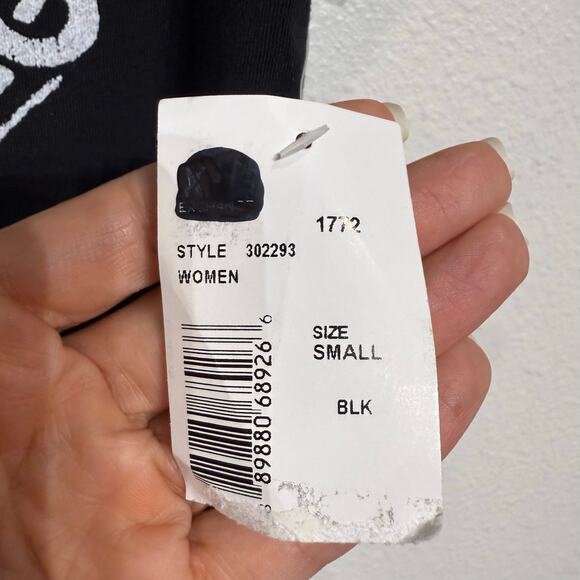 1772
STYLE 302293
WOMEN
SIZE
SMALL
BLK
89880 68926 6